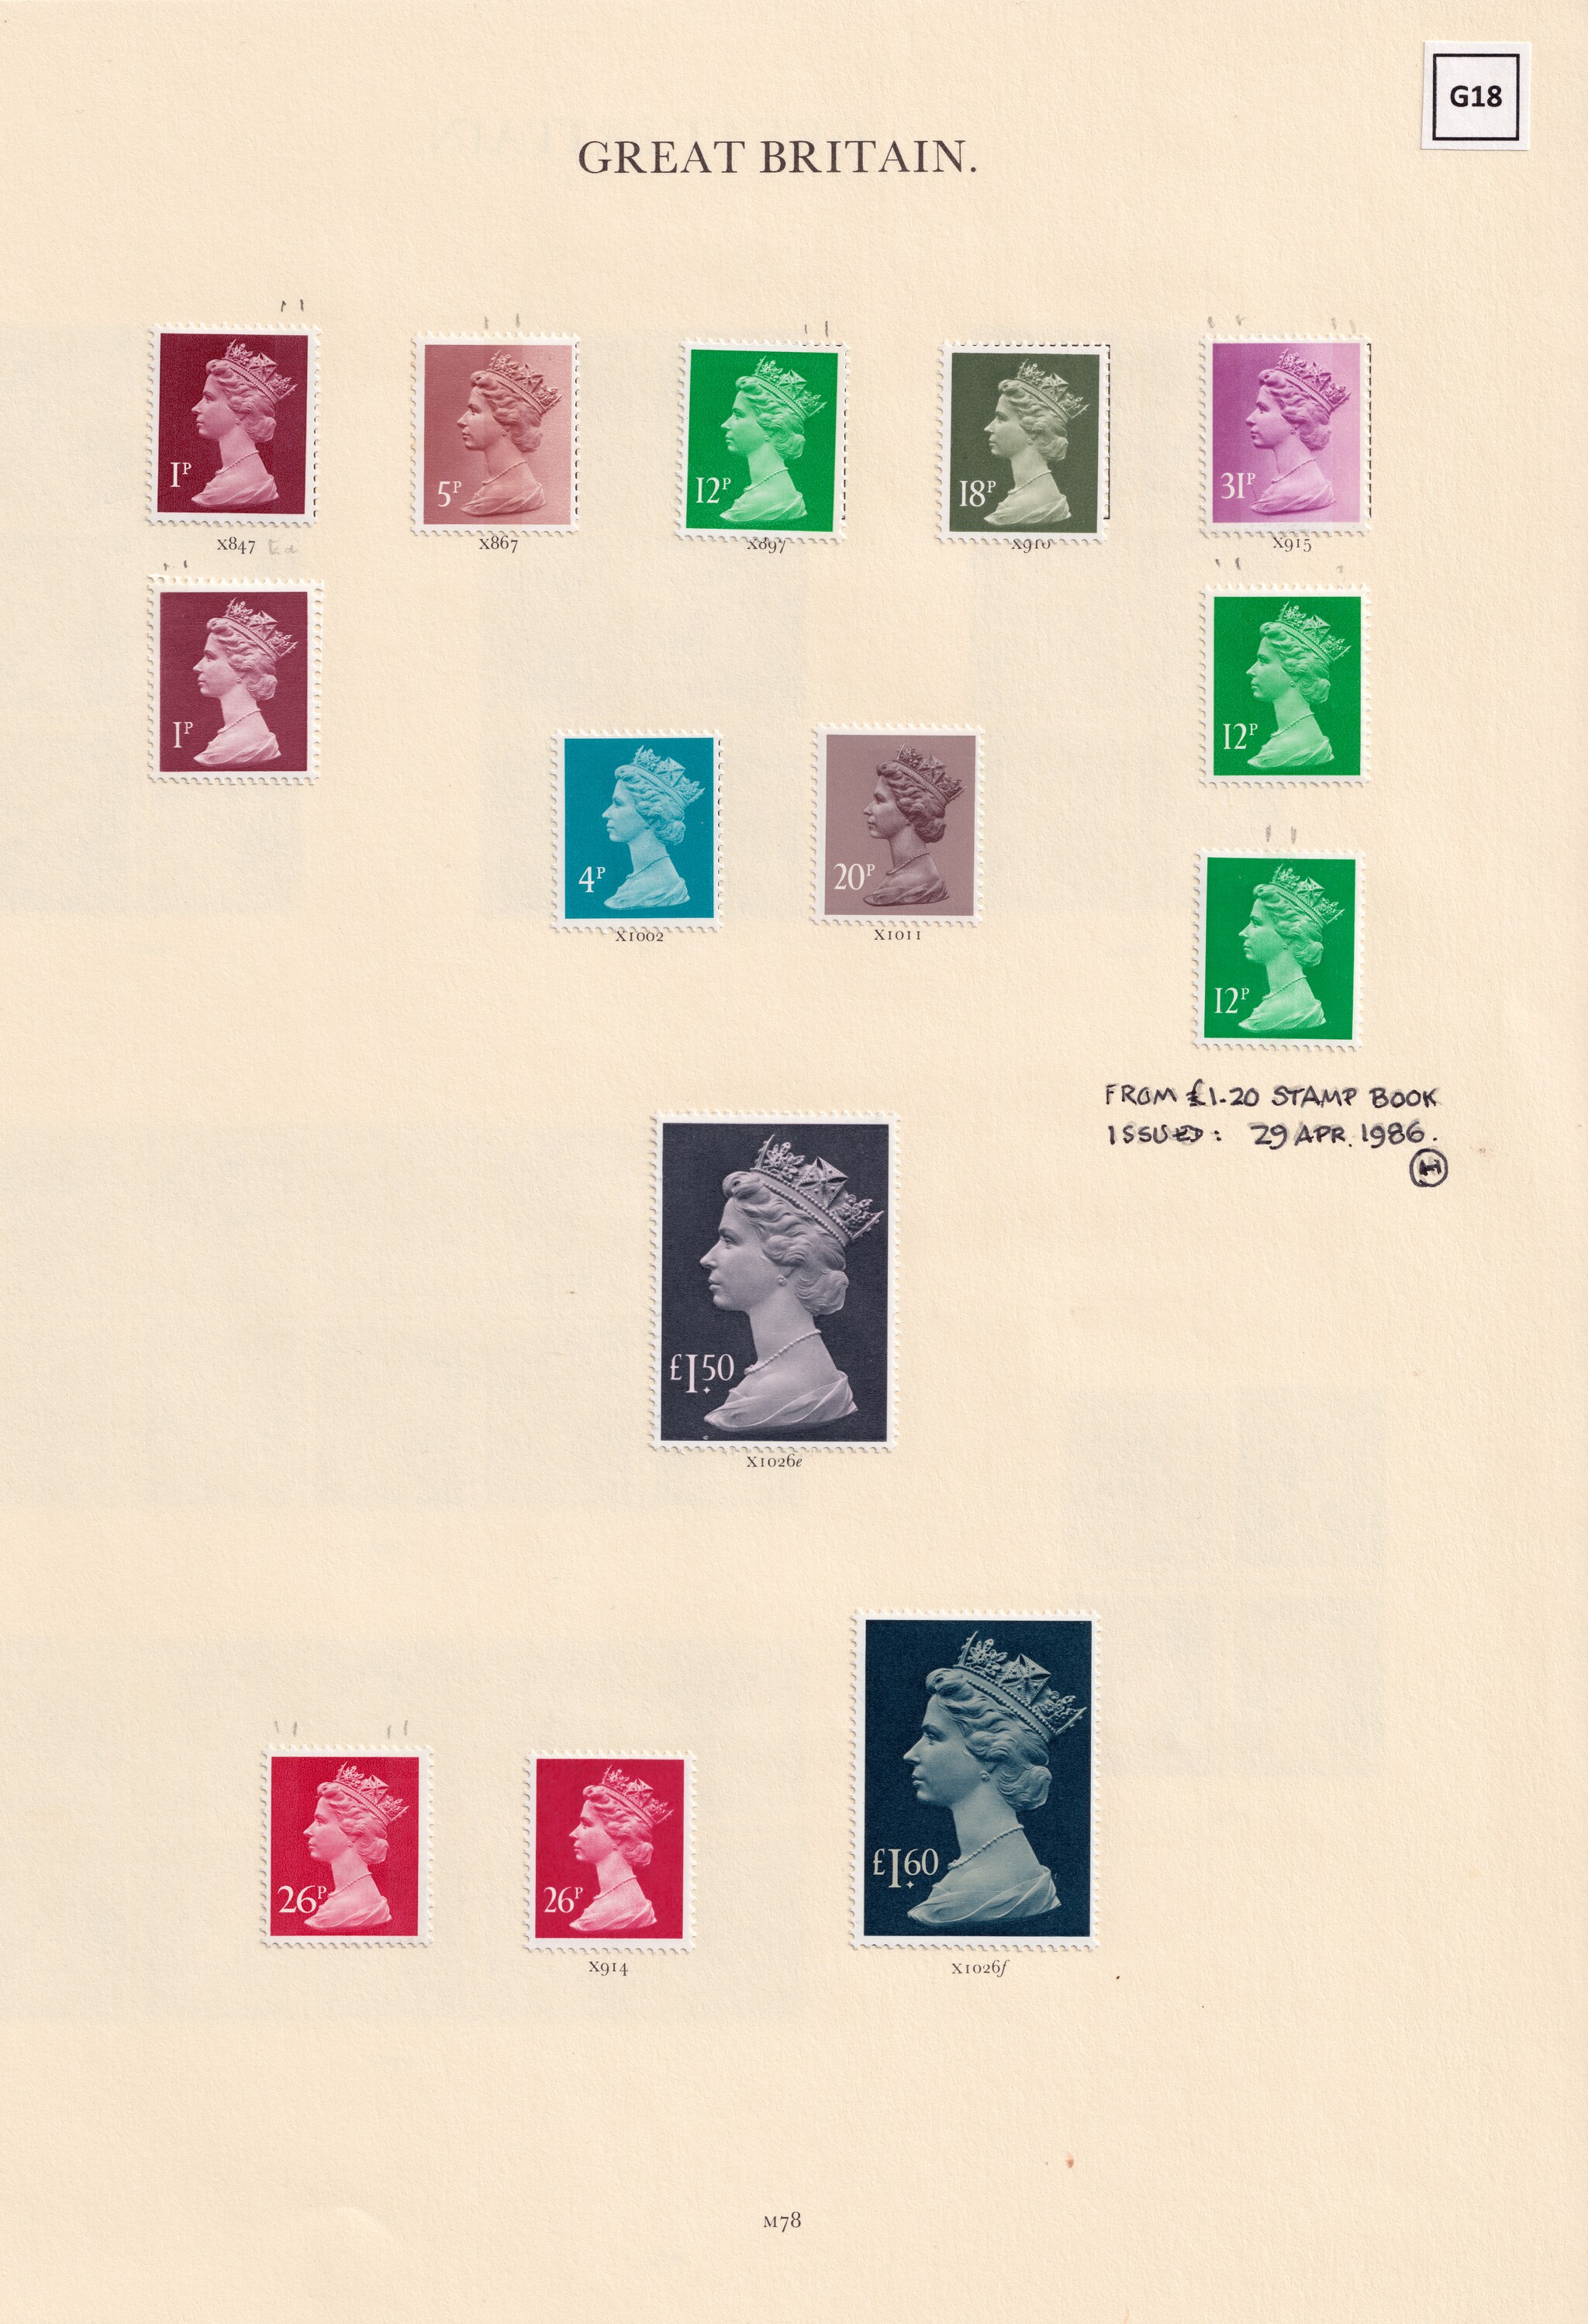 G18
GREAT BRITAIN.
1P
5P
12P
18P
31P
X847
X867
X897
X910
X915
1P
12P
4P
20P
X1002
X1011
12P
FROM £1.20 STAMP BOOK
ISSUED: 29 APR. 1986.
£1.50
X1026e
£1.60
26P
26P
X914
X1026f
M78